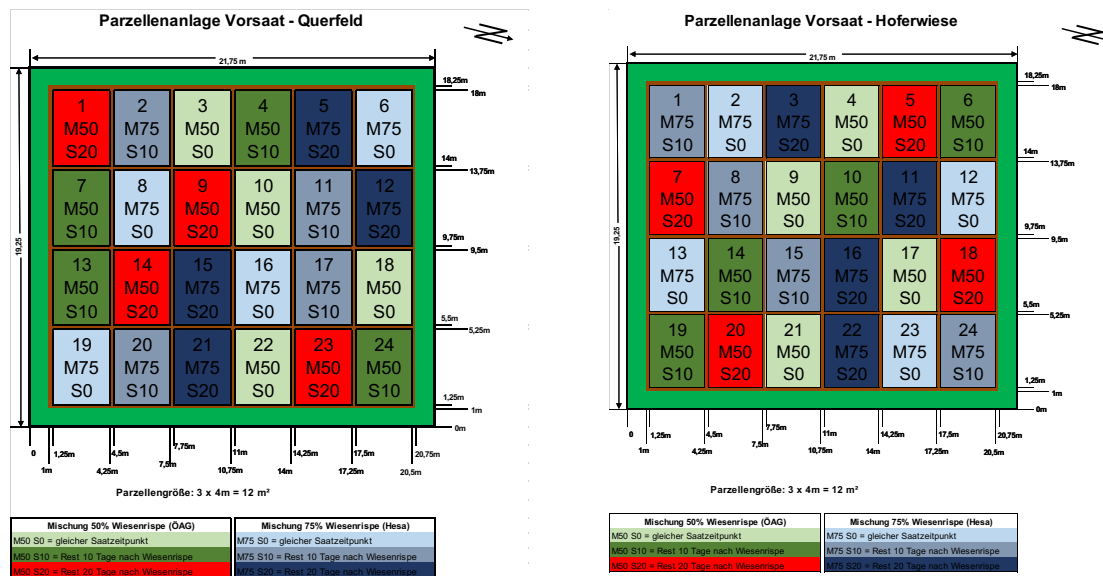 Parzellenanlage Vorsaat - Querfeld
N
21,75 m
19,25
18,25m
18m
1 2 3 4 5 6
M50 M75 M50 M50 M75 M75
S20 S10 S0 S10 S20 S0
14m
13,75m
7 8 9 10 11 12
M50 M75 M50 M50 M75 M75
S10 S0 S20 S0 S10 S20
9,75m
9,5m
13 14 15 16 17 18
M50 M50 M75 M75 M75 M50
S10 S20 S20 S0 S10 S0
5,5m
5,25m
19 20 21 22 23 24
M75 M75 M75 M50 M50 M50
S0 S10 S20 S0 S20 S10
1,25m
1m
0m
0 1,25m 4,5m 7,75m 11m 14,25m 17,5m 20,75m
1m 4,25m 7,5m 10,75m 14m 17,25m 20,5m
Parzellengröße: 3 x 4m = 12 m²
Mischung 50% Wiesenrispe (ÖAG) Mischung 75% Wiesenrispe (Hesa)
M50 S0 = gleicher Saatzeitpunkt M75 S0 = gleicher Saatzeitpunkt
M50 S10 = Rest 10 Tage nach Wiesenrispe M75 S10 = Rest 10 Tage nach Wiesenrispe
M50 S20 = Rest 20 Tage nach Wiesenrispe M75 S20 = Rest 20 Tage nach Wiesenrispe
Parzellenanlage Vorsaat - Hoferwiese
N
21,75 m
19,25
18,25m
18m
1 2 3 4 5 6
M75 M75 M75 M50 M50 M50
S10 S0 S20 S0 S20 S10
14m
13,75m
7 8 9 10 11 12
M50 M75 M50 M50 M75 M75
S20 S10 S0 S10 S20 S0
9,75m
9,5m
13 14 15 16 17 18
M75 M50 M75 M75 M50 M50
S0 S10 S10 S20 S0 S20
5,5m
5,25m
19 20 21 22 23 24
M50 M50 M50 M75 M75 M75
S10 S20 S0 S20 S0 S10
1,25m
1m
0m
0 1,25m 4,5m 7,75m 11m 14,25m 17,5m 20,75m
1m 4,25m 7,5m 10,75m 14m 17,25m 20,5m
Parzellengröße: 3 x 4m = 12 m²
Mischung 50% Wiesenrispe (ÖAG) Mischung 75% Wiesenrispe (Hesa)
M50 S0 = gleicher Saatzeitpunkt M75 S0 = gleicher Saatzeitpunkt
M50 S10 = Rest 10 Tage nach Wiesenrispe M75 S10 = Rest 10 Tage nach Wiesenrispe
M50 S20 = Rest 20 Tage nach Wiesenrispe M75 S20 = Rest 20 Tage nach Wiesenrispe